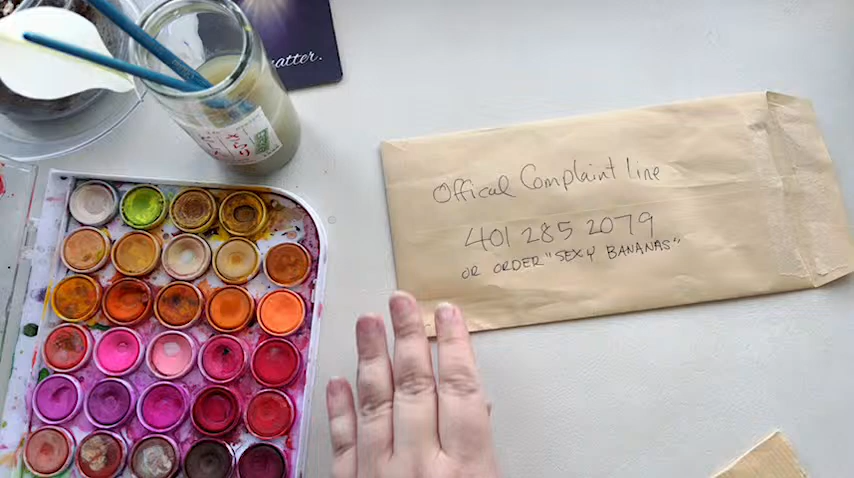 atter.
Offical Complaint line
401 285 2079
OR ORDER "SEXY BANANAS"